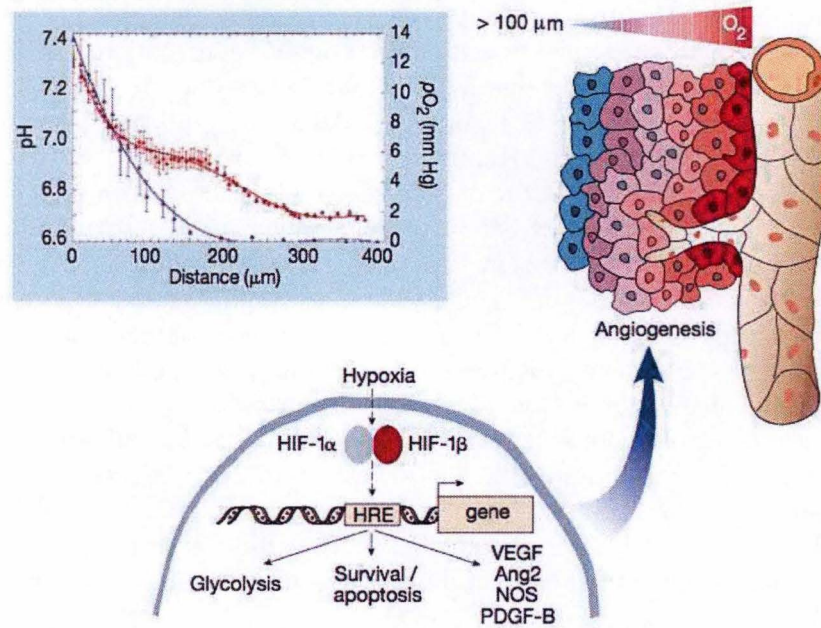 7.4
7.2
7.0
6.8
6.6
pH
14
12
10
8
6
4
2
0
pO2 (mm Hg)
0
100
200
300
400
Distance (μm)
> 100 μm
O2
Angiogenesis
Hypoxia
HIF-1α
HIF-1β
HRE
gene
Glycolysis
Survival /
apoptosis
VEGF
Ang2
NOS
PDGF-B